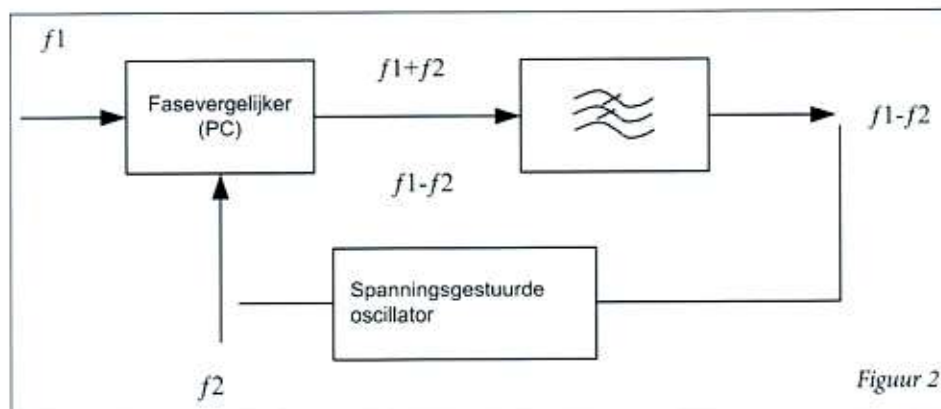 f1
Fasevergelijker
(PC)
f1+f2
f1-f2
f1-f2
Spanningsgestuurde
oscillator
f2
Figuur 2